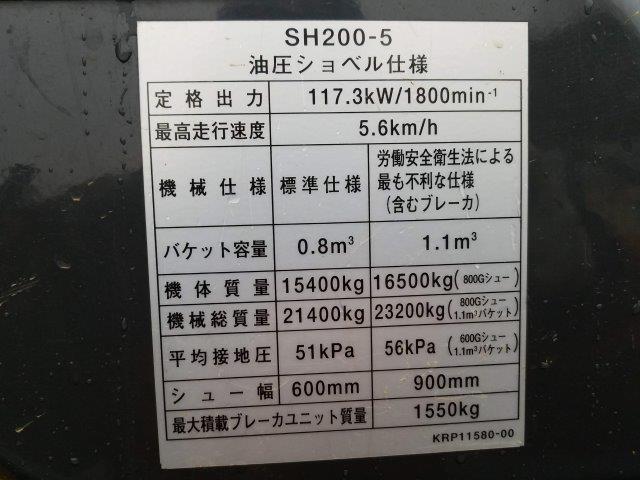 SH200-5
油圧ショベル仕様
定格出力 117.3kW/1800min⁻¹
最高走行速度 5.6km/h
機械仕様 標準仕様 労働安全衛生法による
最も不利な仕様
(含むブレーカ)
バケット容量 0.8m³ 1.1m³
機体質量 15400kg 16500kg(800Gシュー)
機械総質量 21400kg 23200kg(800Gシュー
1.1m³バケット)
平均接地圧 51kPa 56kPa (600Gシュー
1.1m³バケット)
シュー幅 600mm 900mm
最大積載ブレーカユニット質量 1550kg
KRP11580-00